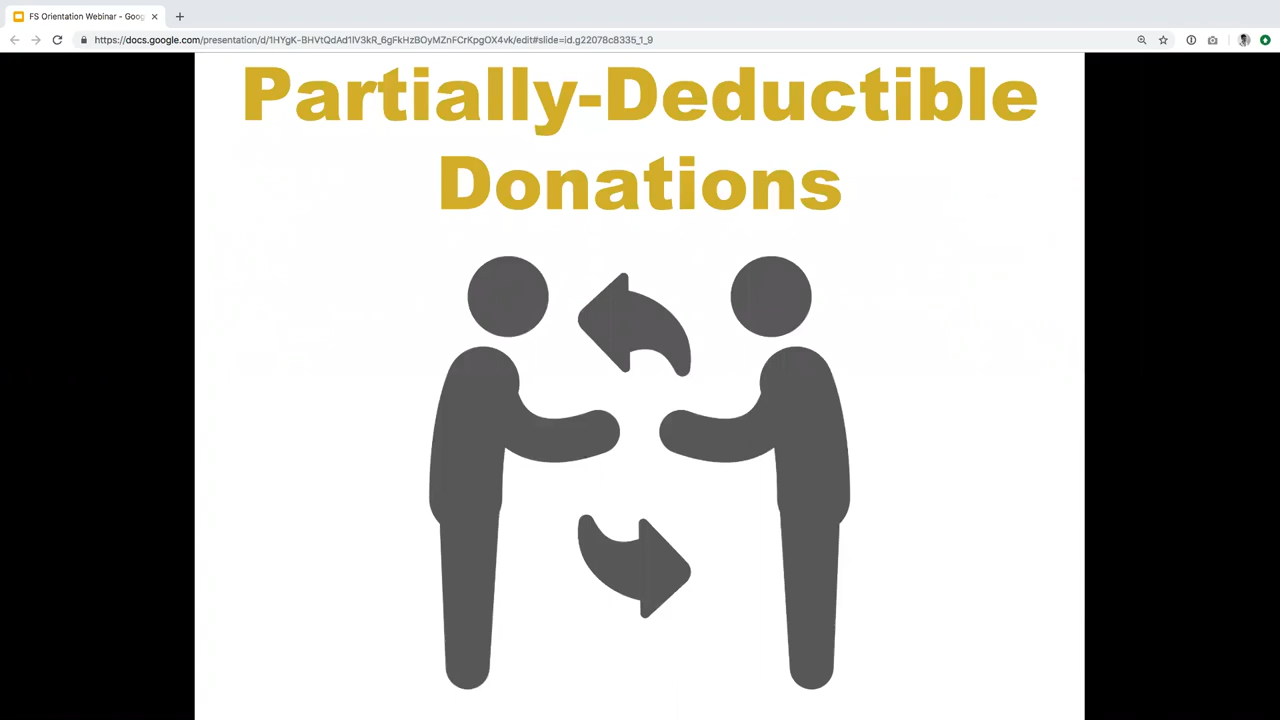 FS Orientation Webinar - Goog
https://docs.google.com/presentation/d/1HYgK-BHVtQdAd1lV3kR_6gFkHzBOyMZnFCrKpgOX4vk/edit#slide=id.g22078c8335_1_9
Partially-Deductible
Donations